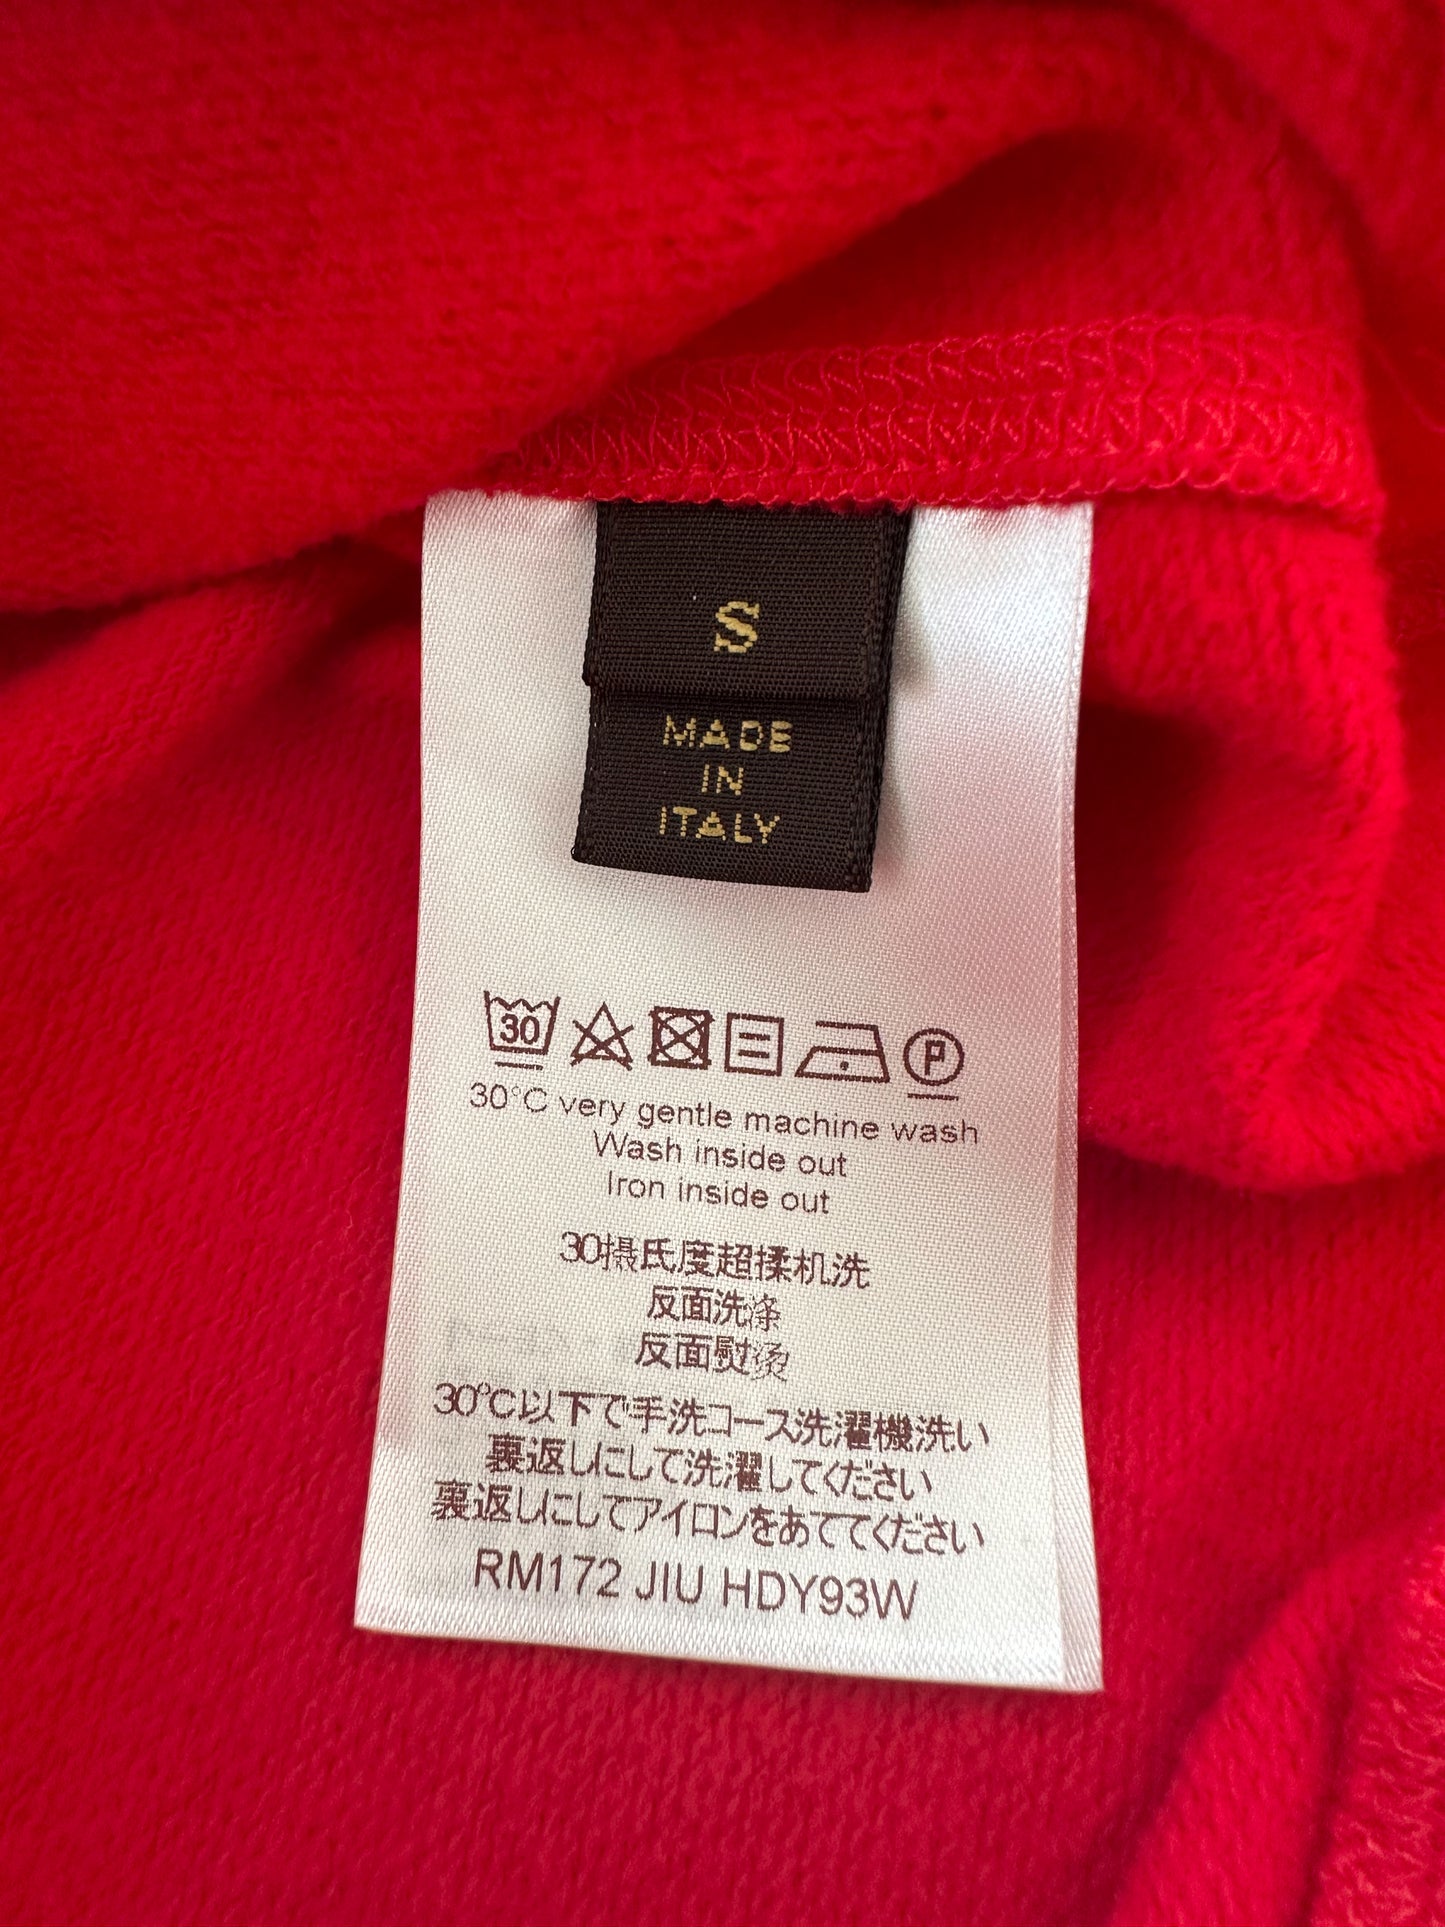 S
MADE
IN
ITALY
30
P
30°C very gentle machine wash
Wash inside out
Iron inside out
30摄氏度超揉机洗
反面洗涤
反面熨烫
30°C以下で手洗コース洗濯機洗い
裏返しにして洗濯してください
裏返しにしてアイロンをあててください
RM172 JIU HDY93W